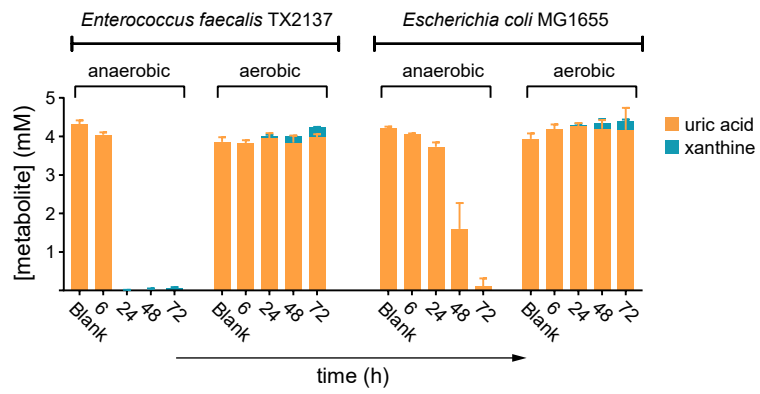 Enterococcus faecalis TX2137 Escherichia coli MG1655
anaerobic aerobic anaerobic aerobic
[metabolite] (mM)
5
4
3
2
1
uric acid
xanthine
Blank 6 24 48 72 Blank 6 24 48 72 Blank 6 24 48 72 Blank 6 24 48 72
time (h)